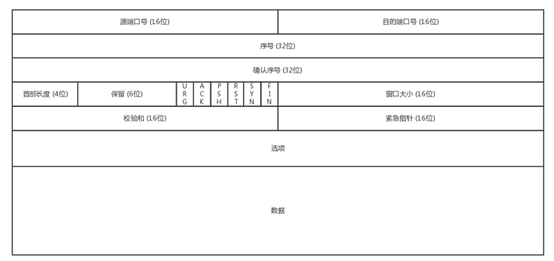 源端口号 (16位) 目的端口号 (16位)
序号 (32位)
确认序号 (32位)
首部长度 (4位) 保留 (6位) URG ACK PSH RST SYN FIN 窗口大小 (16位)
校验和 (16位) 紧急指针 (16位)
选项
数据